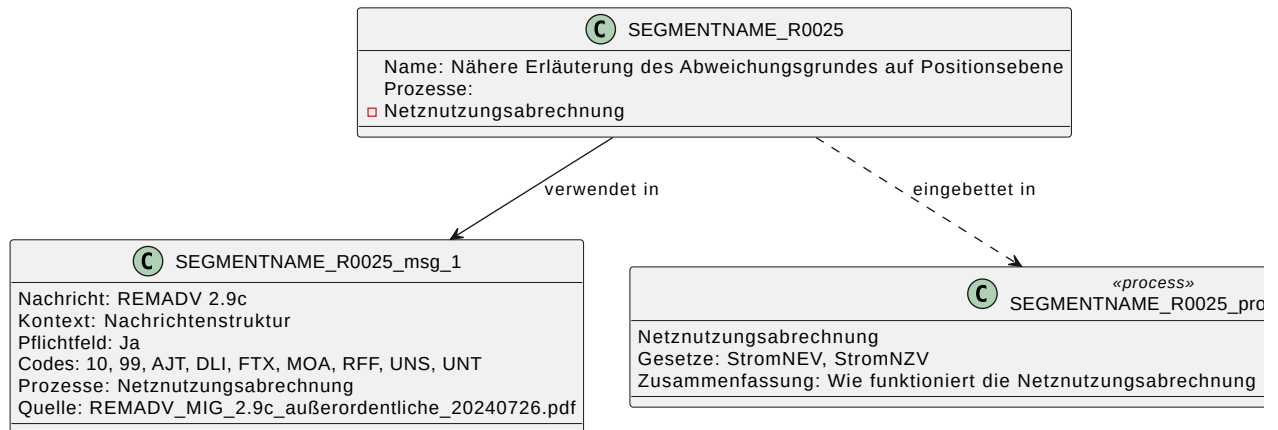 C SEGMENTNAME_R0025
Name: Nähere Erläuterung des Abweichungsgrundes auf Positionsebene
Prozesse:
Netznutzungsabrechnung
verwendet in
eingebettet in
C SEGMENTNAME_R0025_msg_1
Nachricht: REMADV 2.9c
Kontext: Nachrichtenstruktur
Pflichtfeld: Ja
Codes: 10, 99, AJT, DLI, FTX, MOA, RFF, UNS, UNT
Prozesse: Netznutzungsabrechnung
Quelle: REMADV_MIG_2.9c_außerordentliche_20240726.pdf
«process»
C SEGMENTNAME_R0025_pro
Netznutzungsabrechnung
Gesetze: StromNEV, StromNZV
Zusammenfassung: Wie funktioniert die Netznutzungsabrechnung